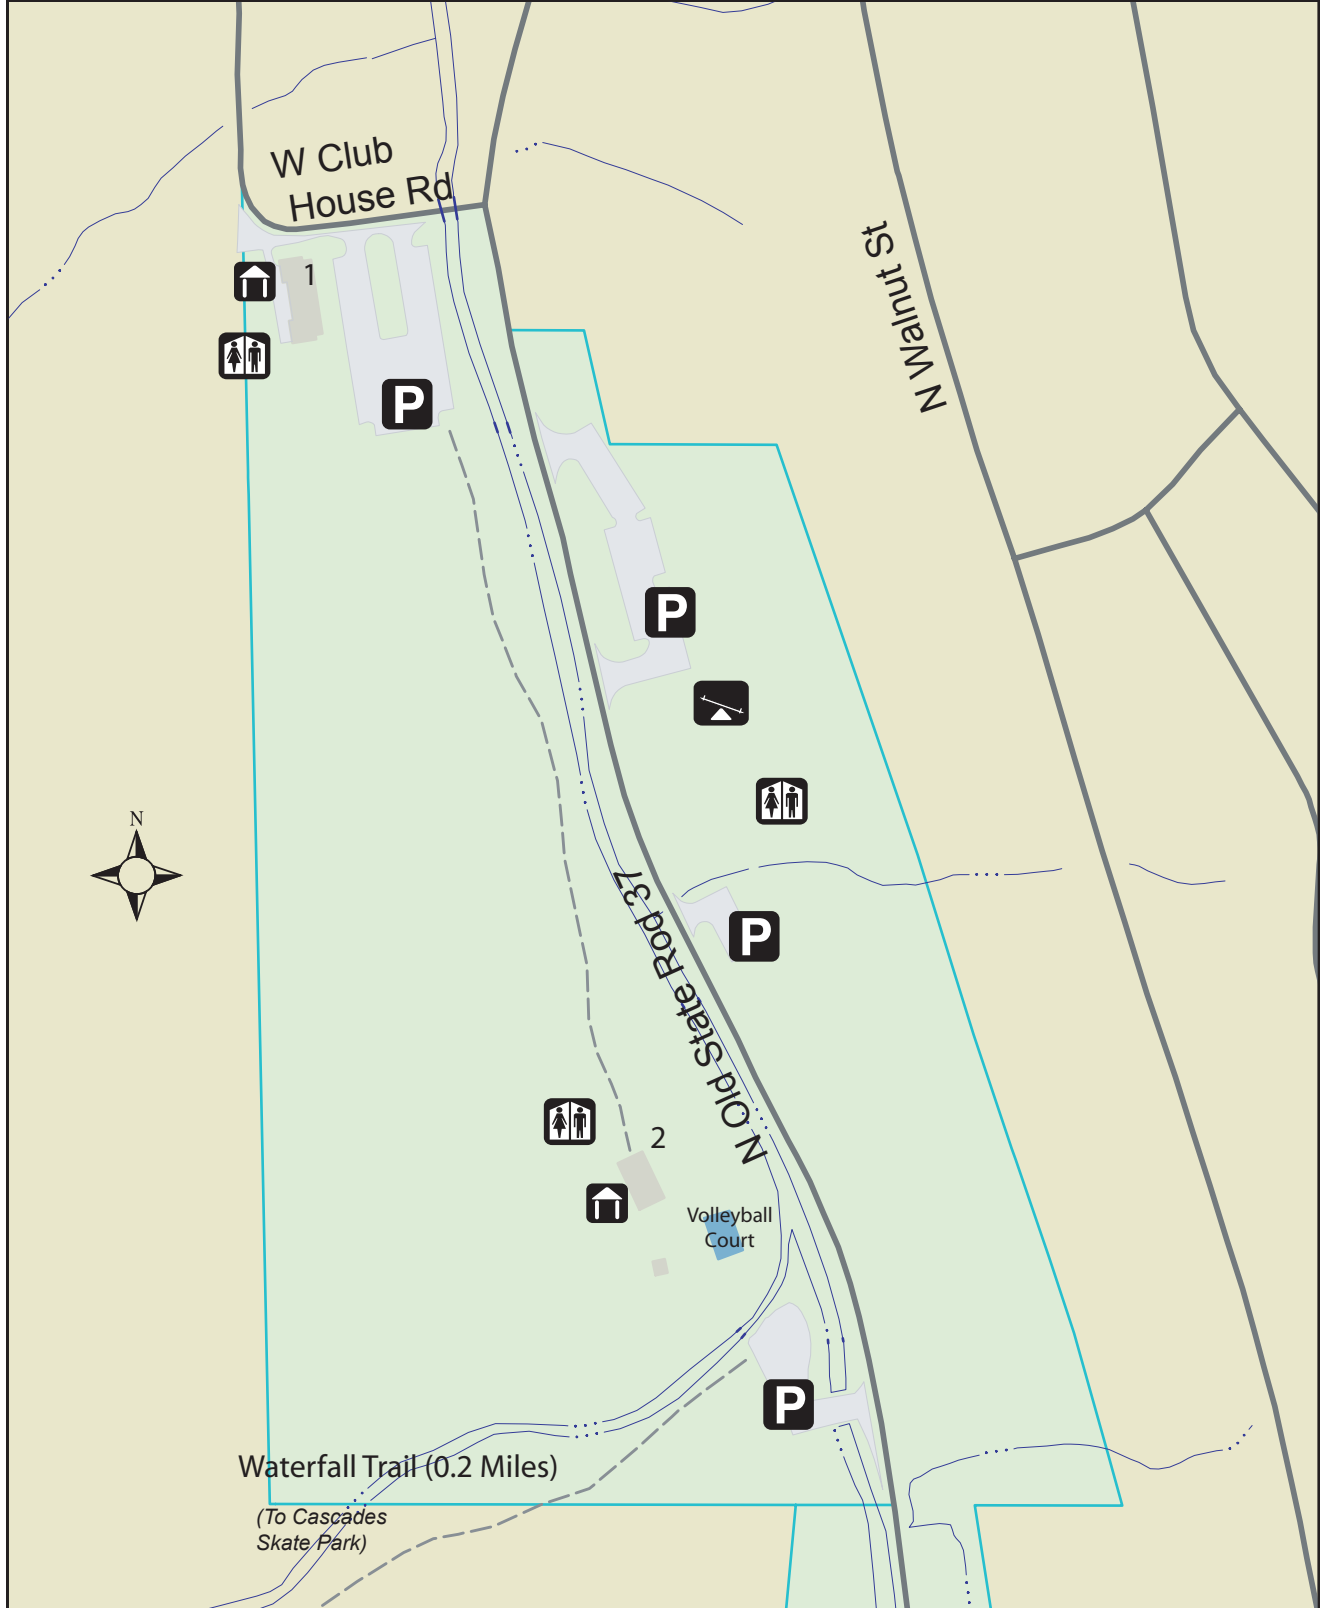 W Club
House Rd
1
N Walnut St
P
P
N
N Old State Rod 37
P
2
Volleyball
Court
P
Waterfall Trail (0.2 Miles)
(To Cascades
Skate Park)